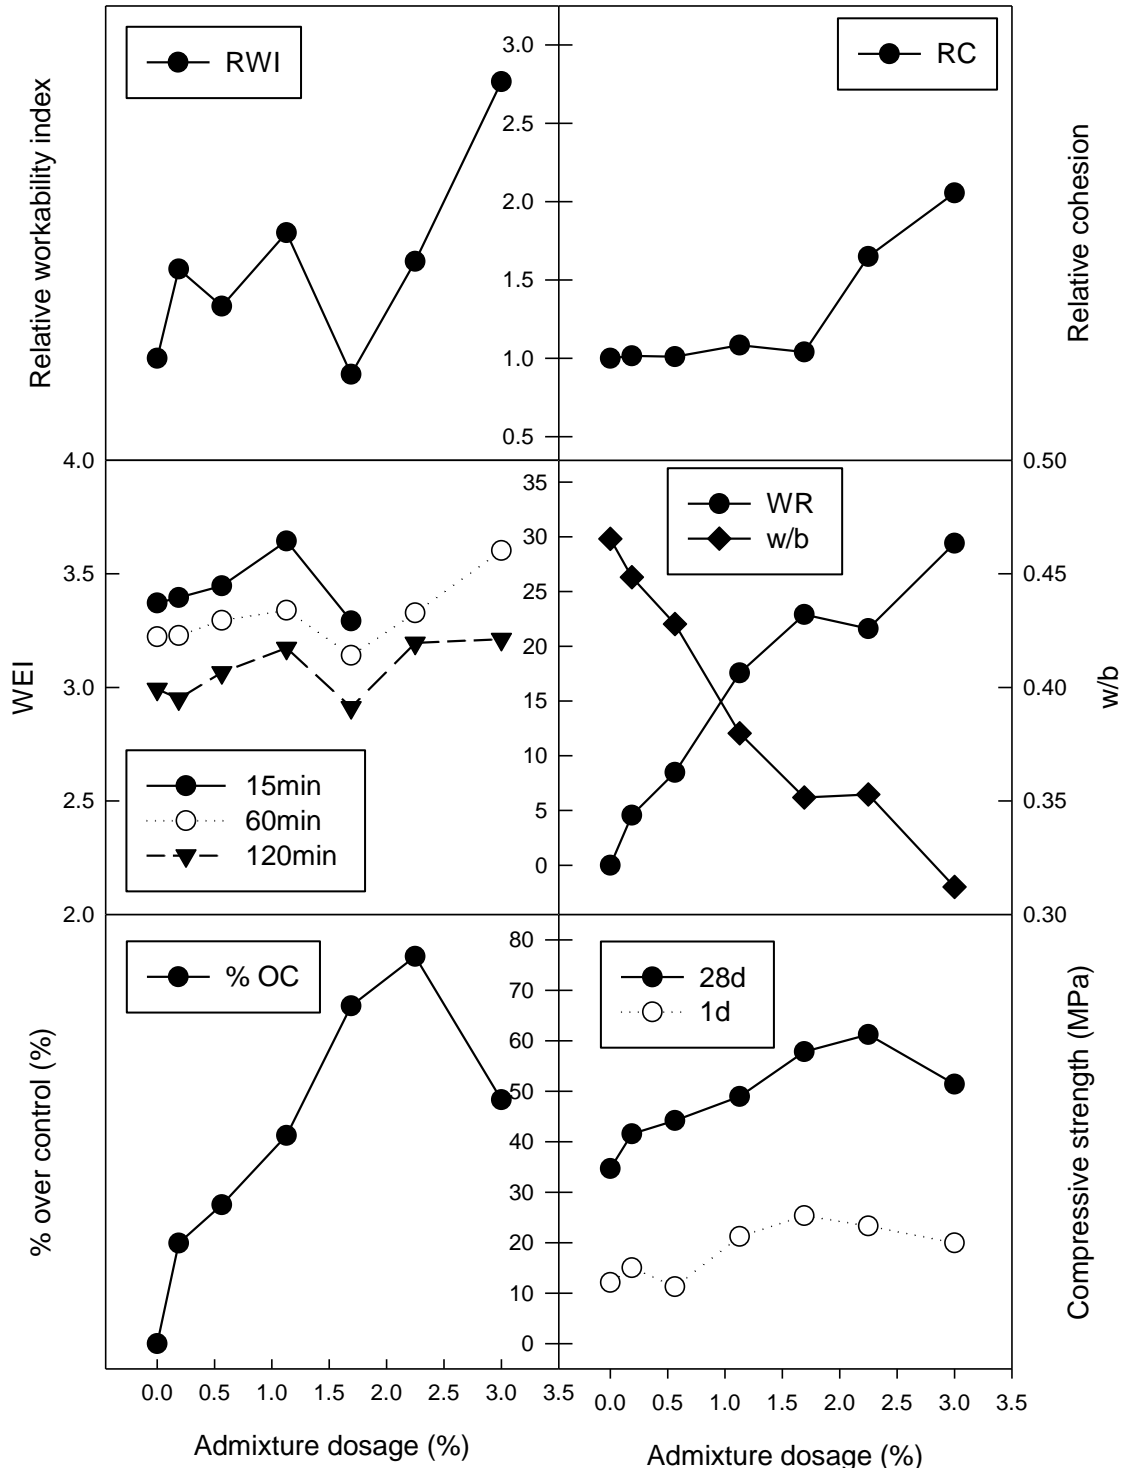 RWI
RC
Relative workability index
Relative cohesion
3.0
2.5
2.0
1.5
1.0
0.5
4.0
3.5
3.0
2.5
2.0
WEI
15min
60min
120min
35
30
25
20
15
10
5
0
WR
w/b
0.50
0.45
0.40
0.35
0.30
w/b
% OC
% over control (%)
80
70
60
50
40
30
20
10
0
28d
1d
Compressive strength (MPa)
0.0 0.5 1.0 1.5 2.0 2.5 3.0 3.5
0.0 0.5 1.0 1.5 2.0 2.5 3.0 3.5
Admixture dosage (%)
Admixture dosage (%)